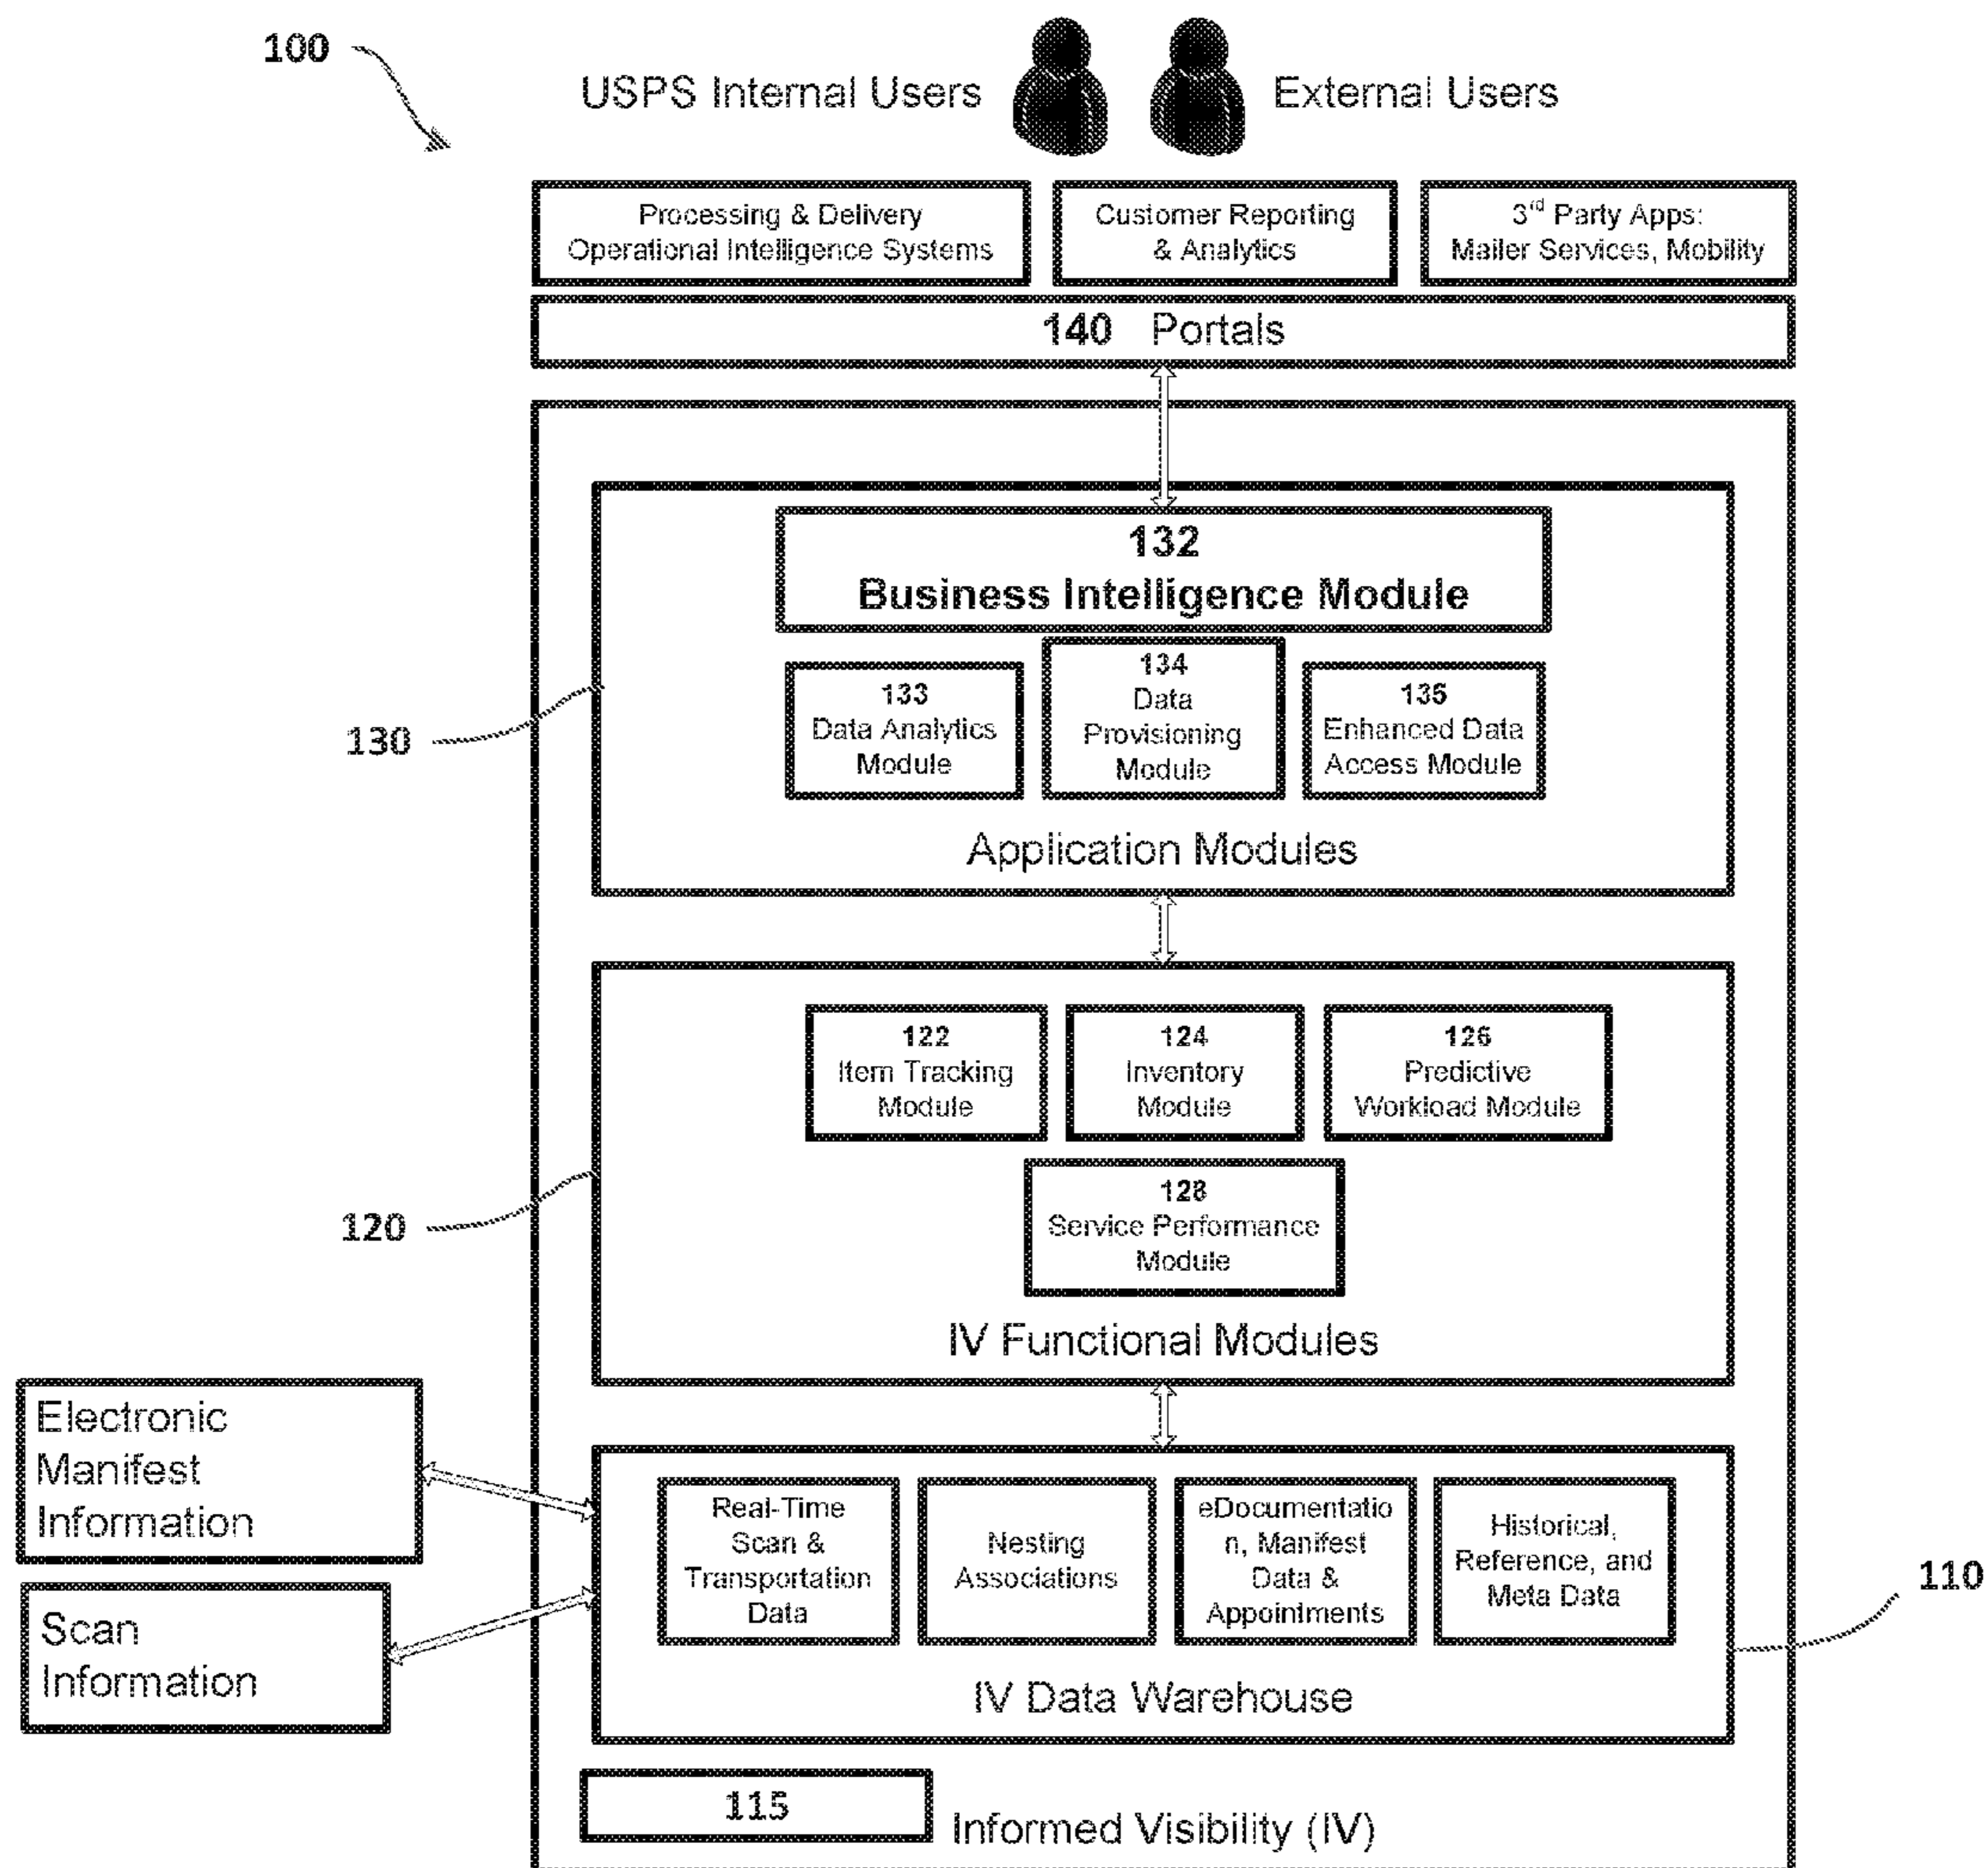 100
USPS Internal Users
External Users
Processing & Delivery
Operational Intelligence Systems
Customer Reporting
& Analytics
3rd Party Apps:
Mailer Services, Mobility
140 Portals
132
Business Intelligence Module
133
Data Analytics
Module
134
Data
Provisioning
Module
135
Enhanced Data
Access Module
130
Application Modules
122
Item Tracking
Module
124
Inventory
Module
126
Predictive
Workload Module
128
Service Performance
Module
120
IV Functional Modules
Electronic
Manifest
Information
Scan
Information
Real-Time
Scan &
Transportation
Data
Nesting
Associations
eDocumentatio
n, Manifest
Data &
Appointments
Historical,
Reference, and
Meta Data
110
IV Data Warehouse
115
Informed Visibility (IV)